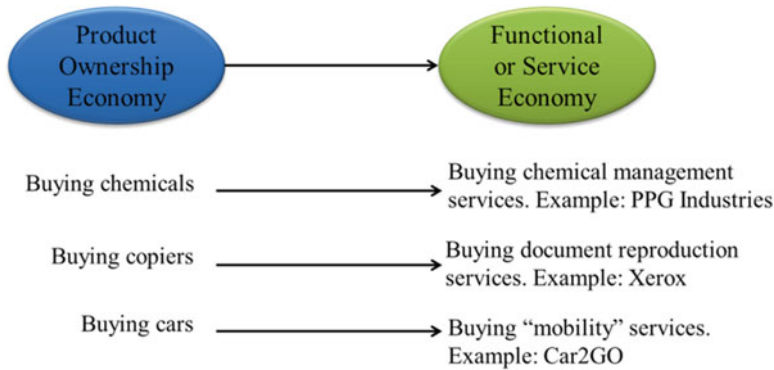 Product
Ownership
Economy
Functional
or Service
Economy
Buying chemicals
Buying chemical management
services. Example: PPG Industries
Buying copiers
Buying document reproduction
services. Example: Xerox
Buying cars
Buying “mobility” services.
Example: Car2GO